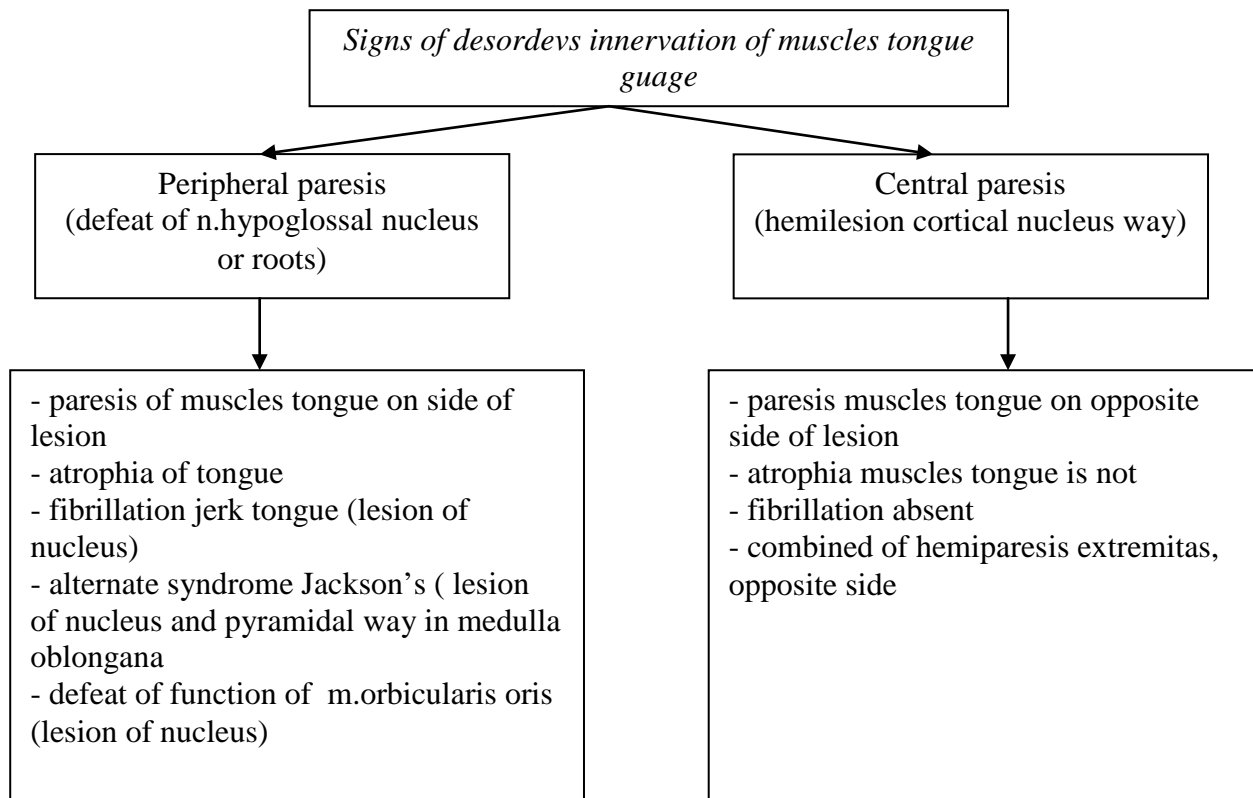 Signs of desordevs innervation of muscles tongue
guage
Peripheral paresis
(defeat of n.hypoglossal nucleus
or roots)
Central paresis
(hemilesion cortical nucleus way)
- paresis of muscles tongue on side of
lesion
- atrophia of tongue
- fibrillation jerk tongue (lesion of
nucleus)
- alternate syndrome Jackson’s ( lesion
of nucleus and pyramidal way in medulla
oblongana
- defeat of function of m.orbicularis oris
(lesion of nucleus)
- paresis muscles tongue on opposite
side of lesion
- atrophia muscles tongue is not
- fibrillation absent
- combined of hemiparesis extremitas,
opposite side